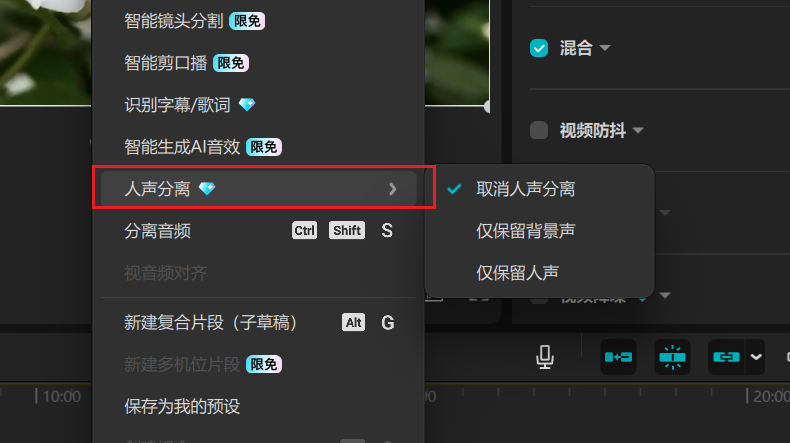 智能镜头分割 限免
智能剪口播 限免
识别字幕/歌词
智能生成AI音效 限免
人声分离
分离音频 Ctrl Shift S
视音频对齐
新建复合片段（子草稿） Alt G
新建多机位片段 限免
保存为我的预设
取消人声分离
仅保留背景声
仅保留人声
混合
视频防抖
视频降噪
10:00
20:00